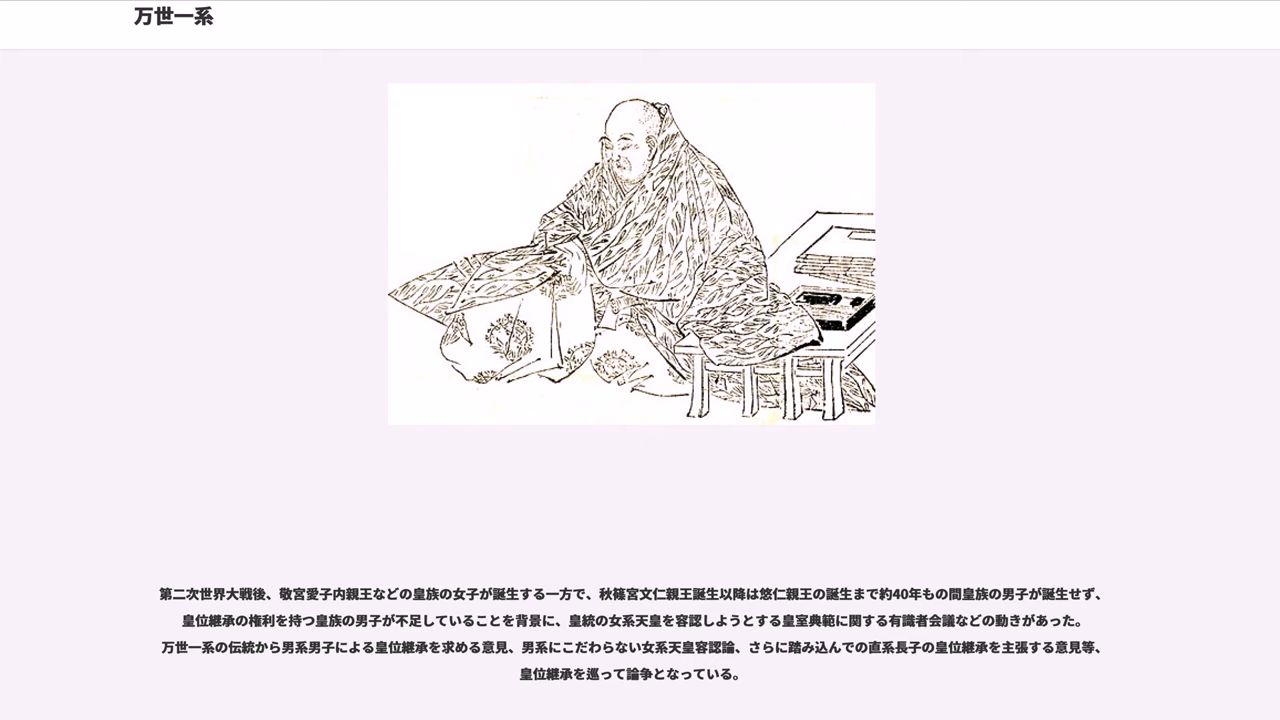 万世一系
第二次世界大戦後、敬宮愛子内親王などの皇族の女子が誕生する一方で、秋篠宮文仁親王誕生以降は悠仁親王の誕生まで約40年もの間皇族の男子が誕生せず、
皇位継承の権利を持つ皇族の男子が不足していることを背景に、皇統の女系天皇を容認しようとする皇室典範に関する有識者会議などの動きがあった。
万世一系の伝統から男系男子による皇位継承を求める意見、男系にこだわらない女系天皇容認論、さらに踏み込んでの直系長子の皇位継承を主張する意見等、
皇位継承を巡って論争となっている。